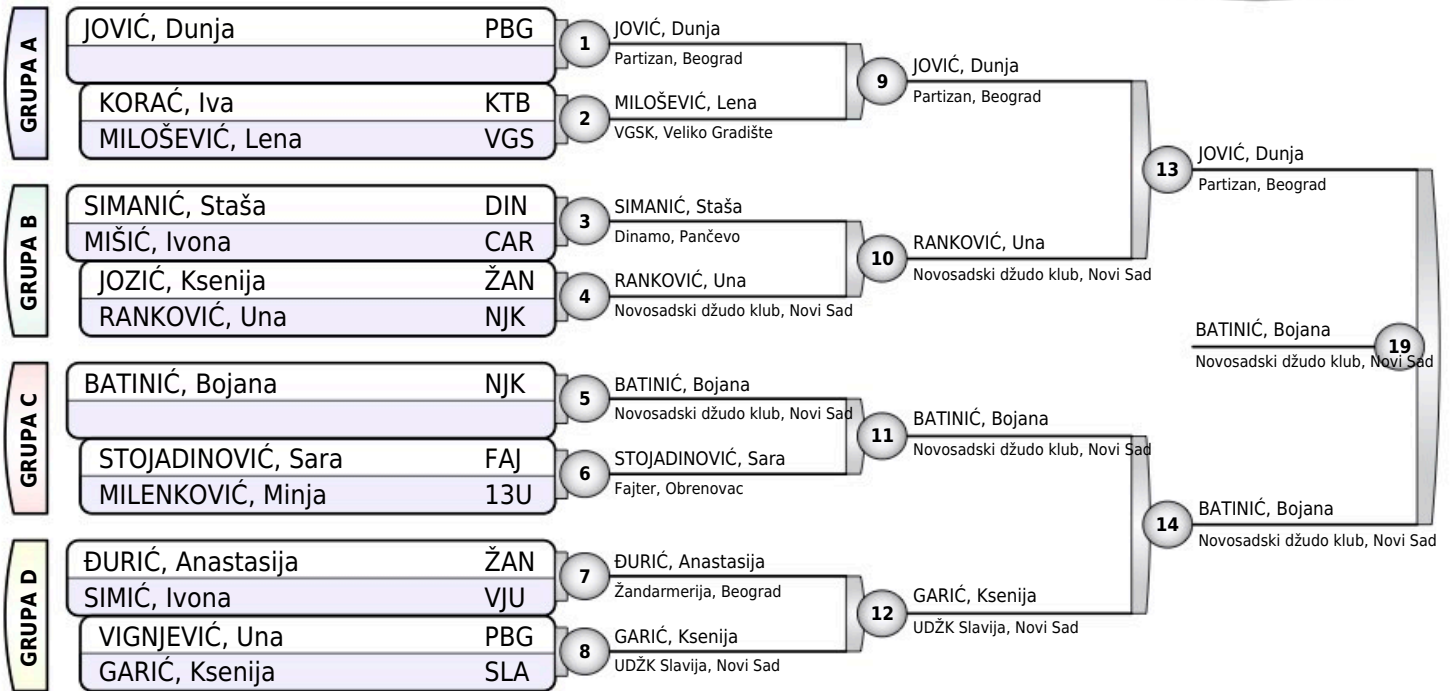 GRUPA A
JOVIĆ, Dunja PBG
KORAĆ, Iva KTB
MILOŠEVIĆ, Lena VGS
1
JOVIĆ, Dunja
Partizan, Beograd
2
MILOŠEVIĆ, Lena
VGSK, Veliko Gradište
9
JOVIĆ, Dunja
Partizan, Beograd
GRUPA B
SIMANIĆ, Staša DIN
MIŠIĆ, Ivona CAR
JOZIĆ, Ksenija ŽAN
RANKOVIĆ, Una NJK
3
SIMANIĆ, Staša
Dinamo, Pančevo
4
RANKOVIĆ, Una
Novosadski džudo klub, Novi Sad
10
RANKOVIĆ, Una
Novosadski džudo klub, Novi Sad
13
JOVIĆ, Dunja
Partizan, Beograd
GRUPA C
BATINIĆ, Bojana NJK
STOJADINOVIĆ, Sara FAJ
MILENKOVIĆ, Minja 13U
5
BATINIĆ, Bojana
Novosadski džudo klub, Novi Sad
6
STOJADINOVIĆ, Sara
Fajter, Obrenovac
11
BATINIĆ, Bojana
Novosadski džudo klub, Novi Sad
GRUPA D
ĐURIĆ, Anastasija ŽAN
SIMIĆ, Ivona VJU
VIGNJEVIĆ, Una PBG
GARIĆ, Ksenija SLA
7
ĐURIĆ, Anastasija
Žandarmerija, Beograd
8
GARIĆ, Ksenija
UDŽK Slavija, Novi Sad
12
GARIĆ, Ksenija
UDŽK Slavija, Novi Sad
14
BATINIĆ, Bojana
Novosadski džudo klub, Novi Sad
19
BATINIĆ, Bojana
Novosadski džudo klub, Novi Sad